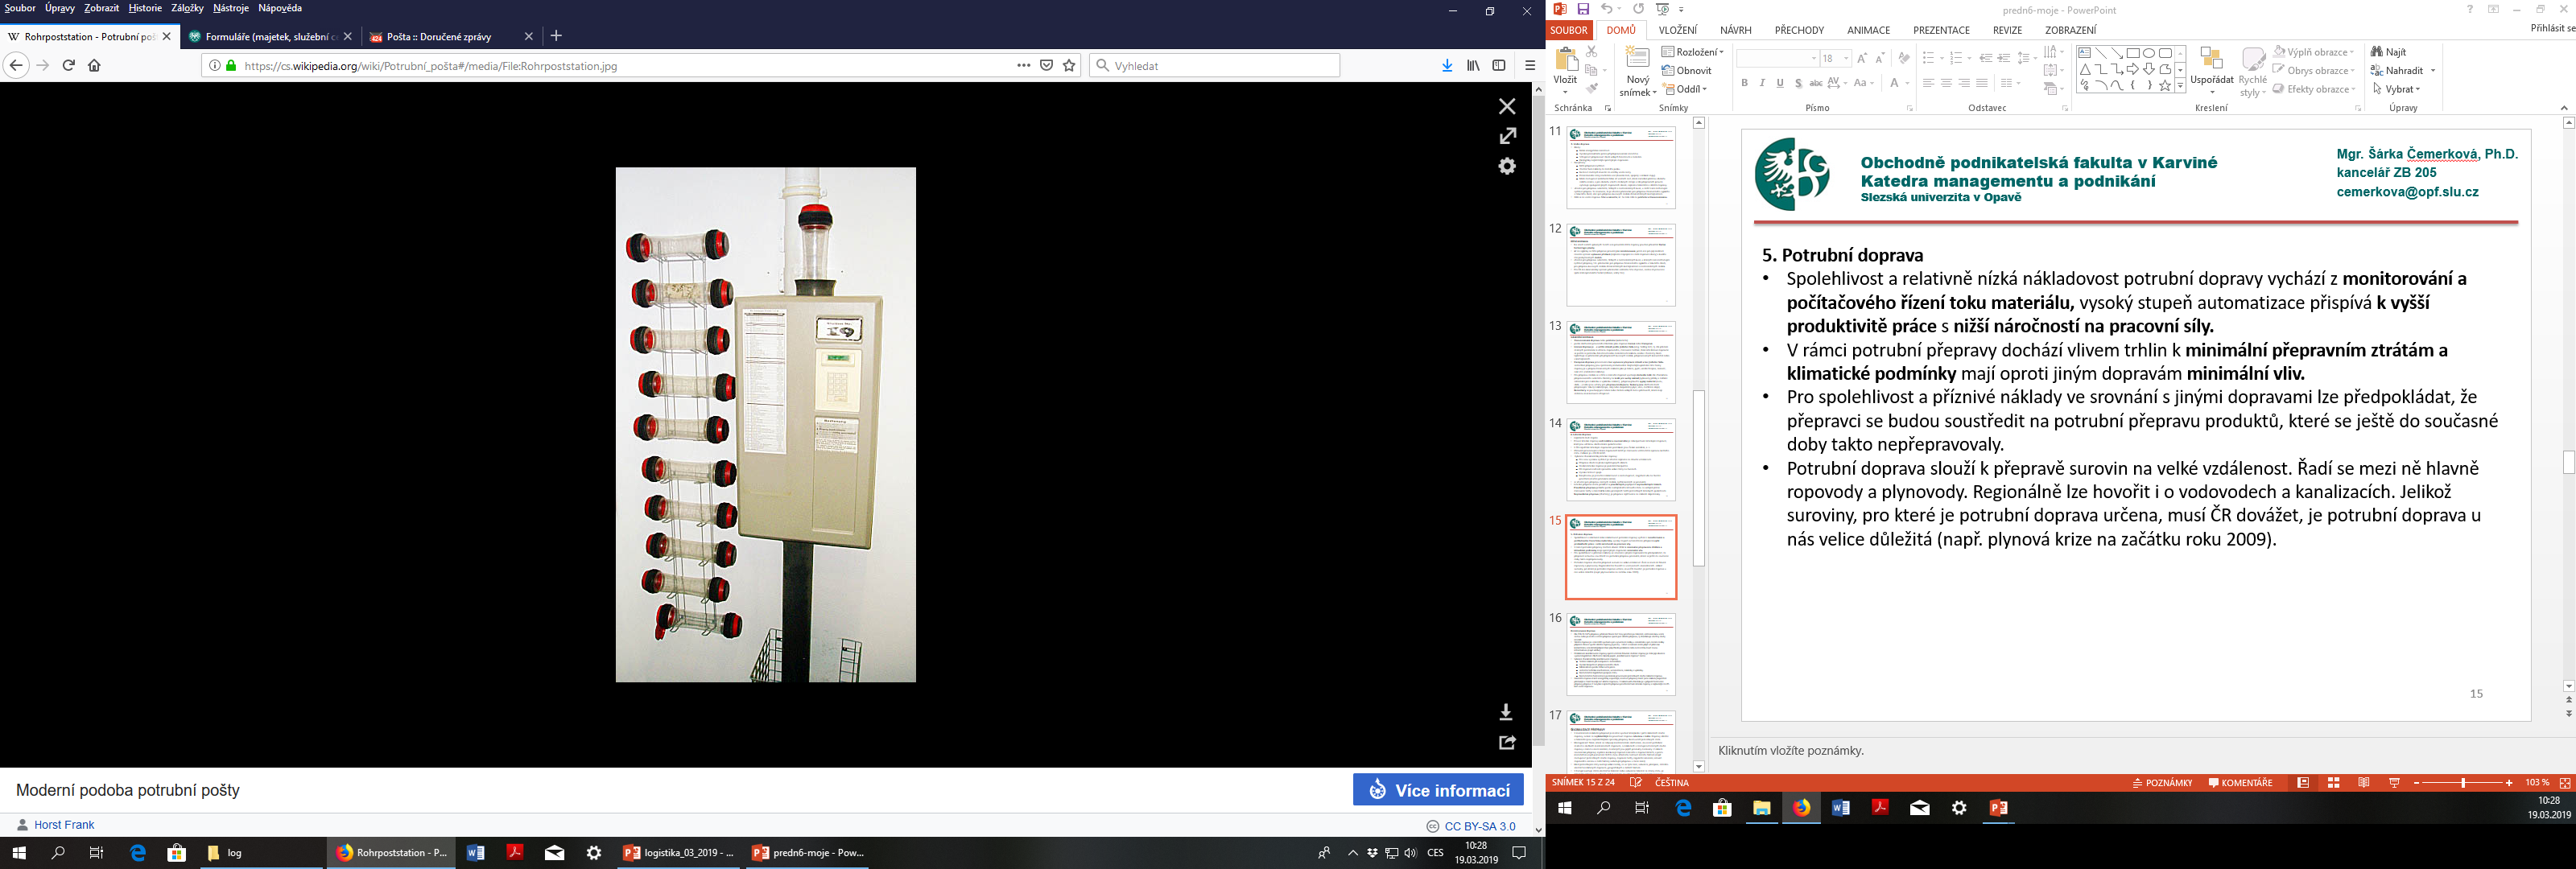 Soubor Úpravy Zobrazit Historie Záložky Nástroje Nápověda
Rohrpoststation - Potrubní poš
Formuláře (majetek, služební c
Pošta :: Doručené zprávy
https://cs.wikipedia.org/wiki/Potrubní_pošta#/media/File:Rohrpoststation.jpg
Vyhledat
Moderní podoba potrubní pošty
Více informací
Horst Frank
CC BY-SA 3.0
log
Rohrpoststation - P...
logistika_03_2019 - ...
predn6-moje - Pow...
CES
10:28
19.03.2019
predn6-moje - PowerPoint
SOUBOR DOMŮ VLOŽENÍ NÁVRH PŘECHODY ANIMACE PREZENTACE REVIZE ZOBRAZENÍ
Přihlásit se
Vložit
Schránka
Nový
snímek
Rozložení
Obnovit
Oddíl
Snímky
18
Písmo
Odstavec
Uspořádat
Rychlé
styly
Výplň obrazce
Obrys obrazce
Efekty obrazce
Kreslení
Najít
Nahradit
Vybrat
Úpravy
11
12
13
14
15
16
17
Obchodně podnikatelská fakulta v Karviné
Katedra managementu a podnikání
Slezská univerzita v Opavě
Mgr. Šárka Čemerková, Ph.D.
kancelář ZB 205
cemerkova@opf.slu.cz
5. Potrubní doprava
• Spolehlivost a relativně nízká nákladovost potrubní dopravy vychází z monitorování a
počítačového řízení toku materiálu, vysoký stupeň automatizace přispívá k vyšší
produktivitě práce s nižší náročností na pracovní síly.
• V rámci potrubní přepravy dochází vlivem trhlin k minimální přepravním ztrátám a
klimatické podmínky mají oproti jiným dopravám minimální vliv.
• Pro spolehlivost a příznivé náklady ve srovnání s jinými dopravami lze předpokládat, že
přepravci se budou soustředit na potrubní přepravu produktů, které se ještě do současné
doby takto nepřepravovaly.
• Potrubní doprava slouží k přepravě surovin na velké vzdálenost. Řadí se mezi ně hlavně
ropovody a plynovody. Regionálně lze hovořit i o vodovodech a kanalizacích. Jelikož
suroviny, pro které je potrubní doprava určena, musí ČR dovážet, je potrubní doprava u
nás velice důležitá (např. plynová krize na začátku roku 2009).
15
Kliknutím vložíte poznámky.
SNÍMEK 15 Z 24
ČEŠTINA
POZNÁMKY
KOMENTÁŘE
103 %
10:28
19.03.2019